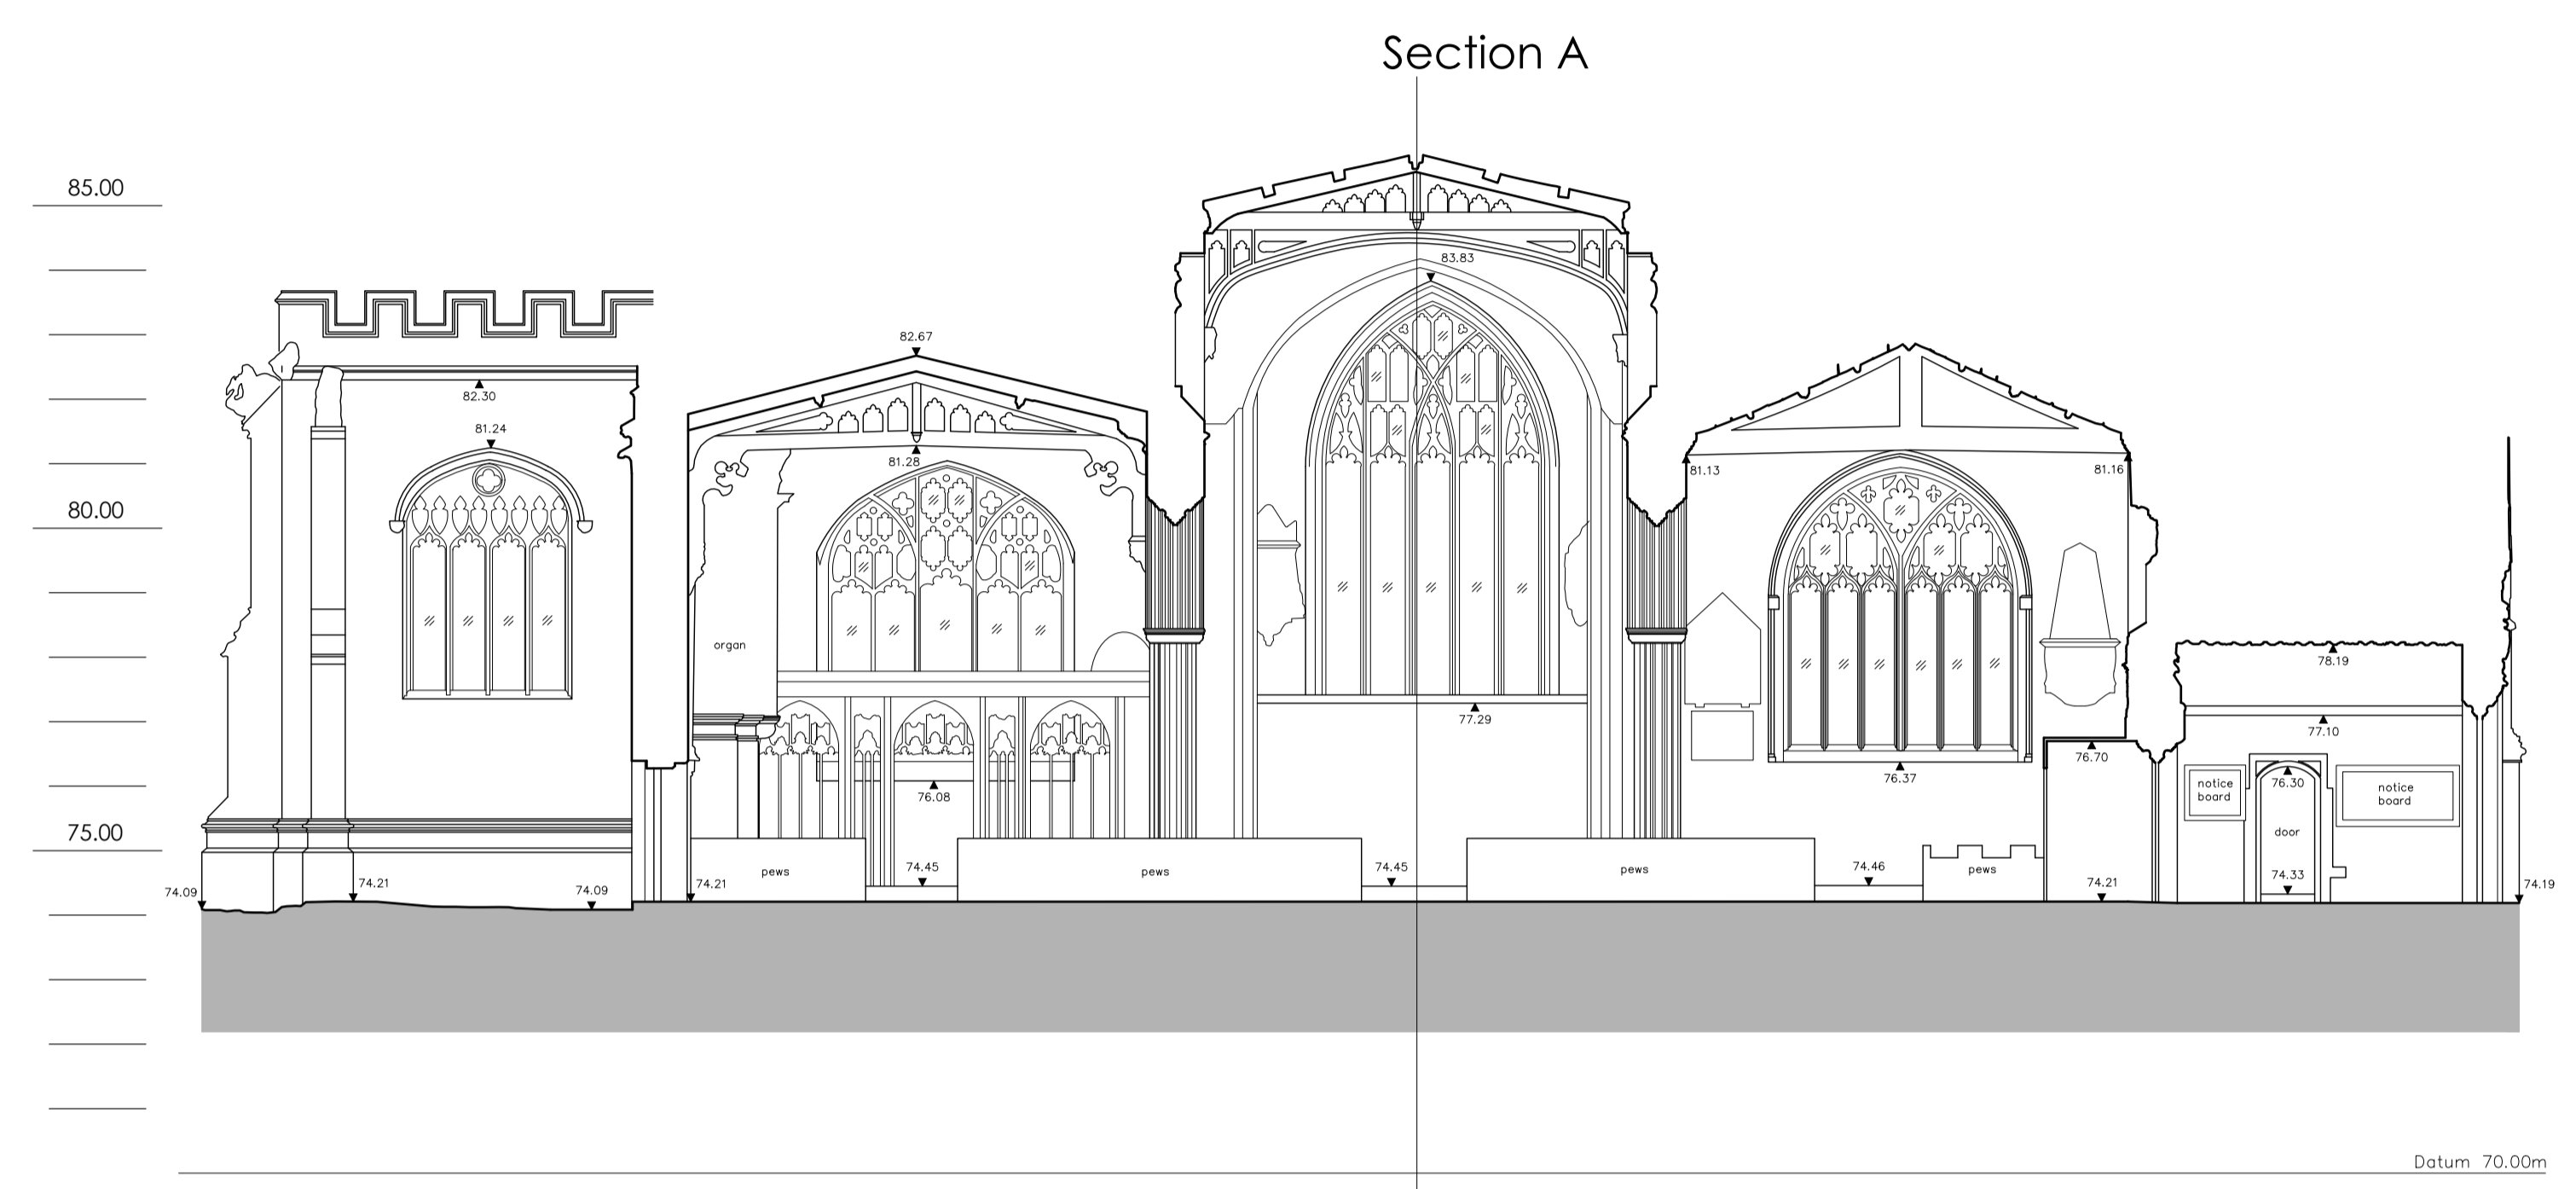 Section A
85.00
83.83
82.67
82.30
81.24
81.28
81.13
81.16
80.00
organ
78.19
77.29
77.10
76.70
76.37
76.30
76.08
notice
board
notice
board
75.00
door
pews
74.45
pews
74.45
pews
74.46
pews
74.33
74.09
74.21
74.09
74.21
74.21
74.19
Datum 70.00m